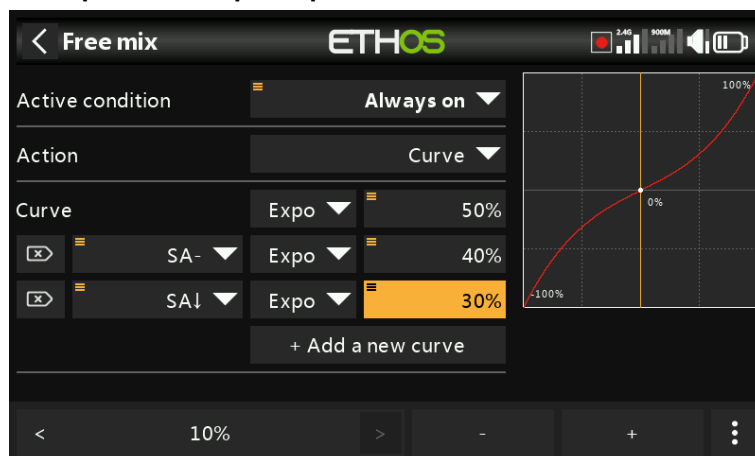 < Free mix ETHOS 2.4G 900M
Active condition Always on
100%
Action Curve
Curve Expo 50%
0%
SA- Expo 40%
SA↓ Expo 30%
-100%
+ Add a new curve
< 10% > - +